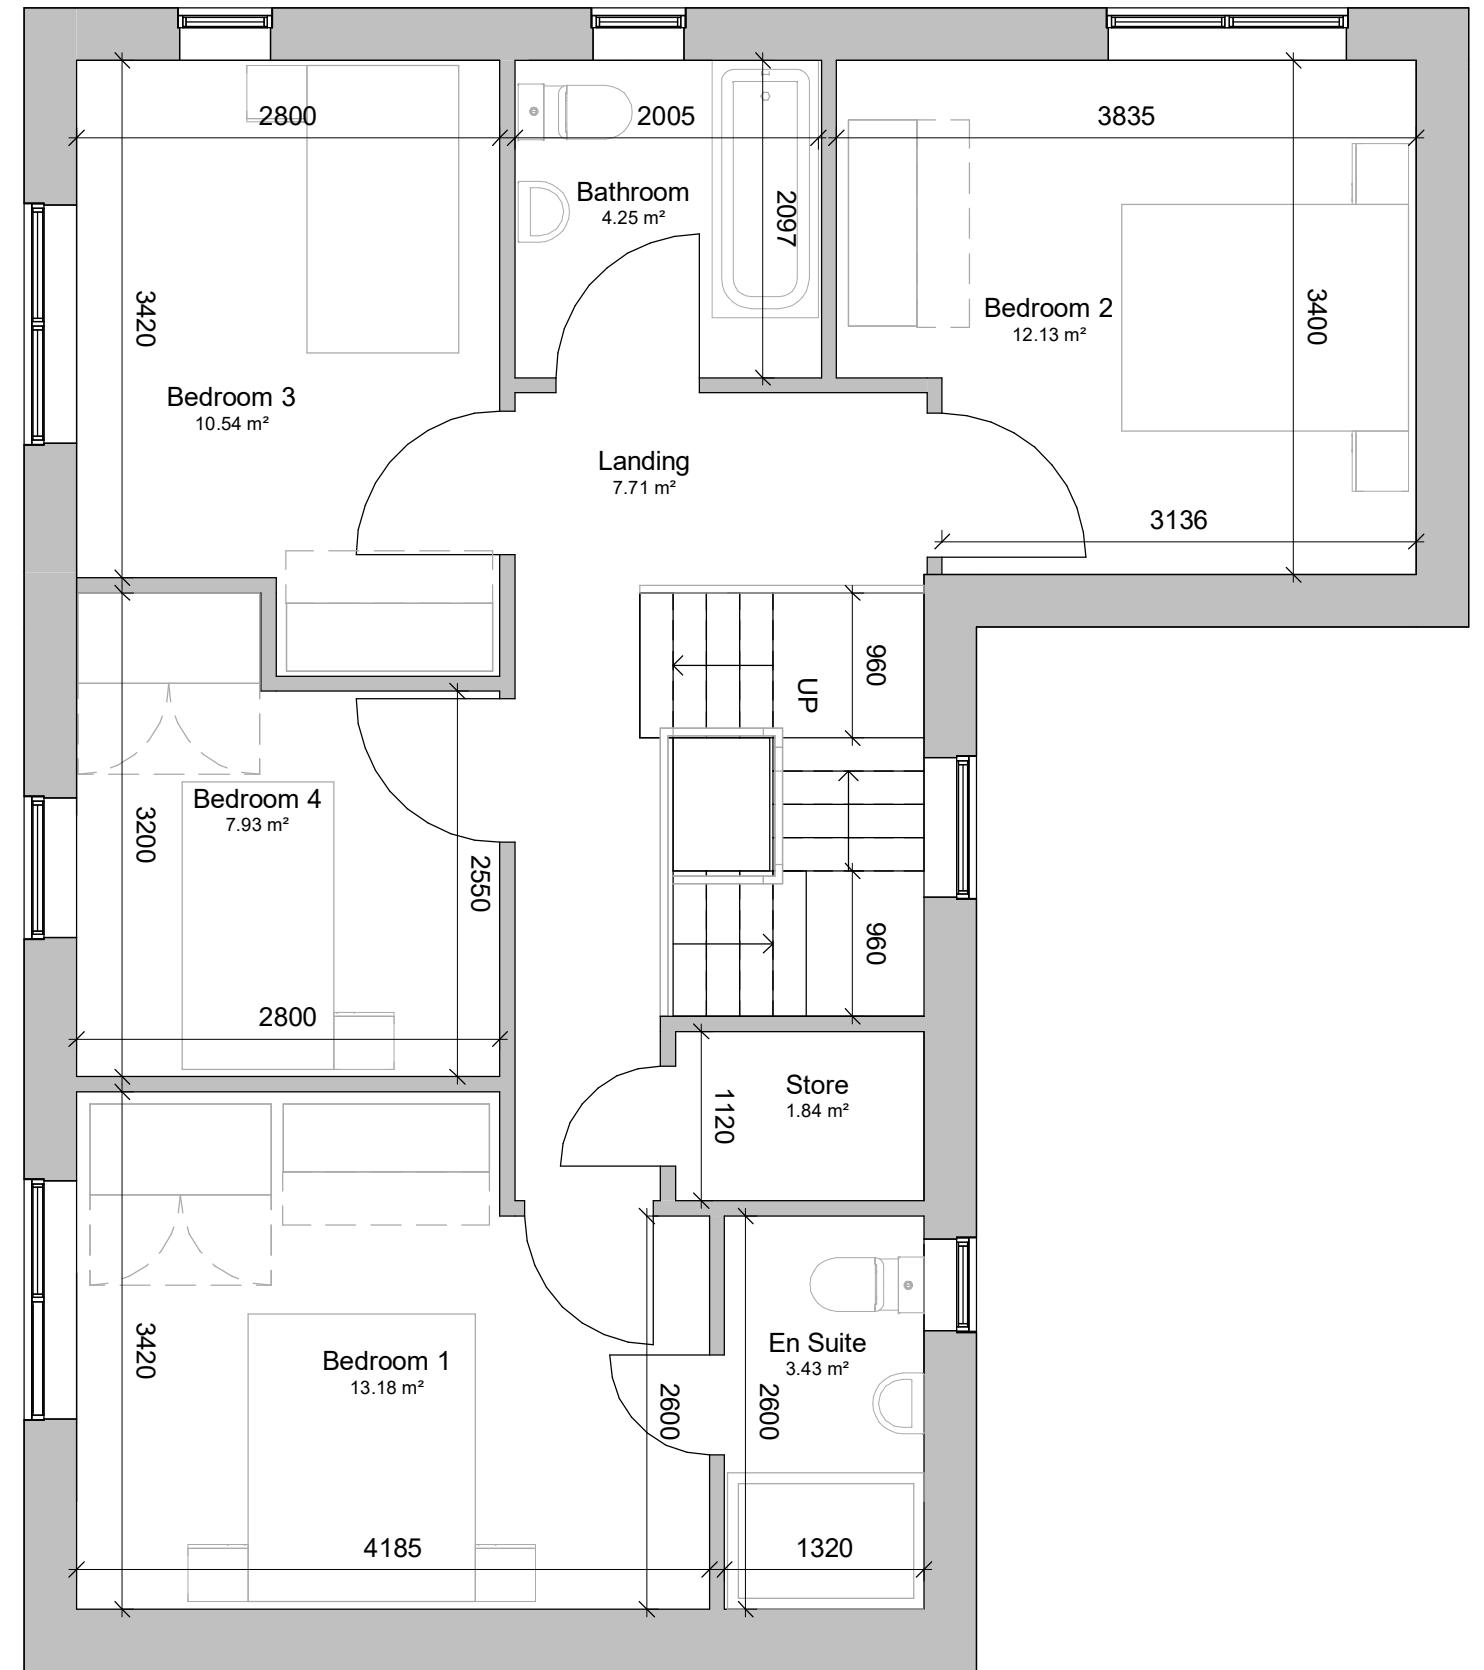 2800
2005
3835
Bathroom
4.25 m²
2097
3420
Bedroom 2
12.13 m²
3400
Bedroom 3
10.54 m²
Landing
7.71 m²
3136
960
UP
Bedroom 4
7.93 m²
3200
2550
960
2800
Store
1.84 m²
1120
3420
Bedroom 1
13.18 m²
En Suite
3.43 m²
2600
2600
4185
1320